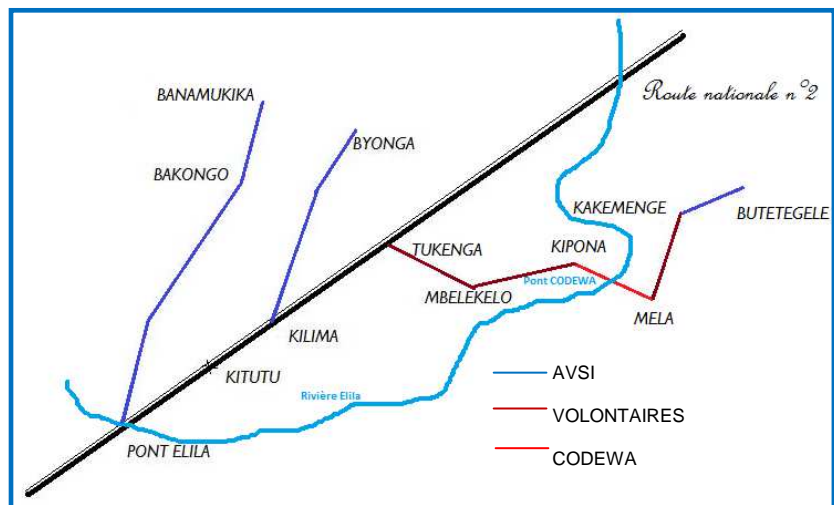 BANAMUKIKA
Route nationale n°2
BYONGA
BAKONGO
KAKEMENGE
BUTETEGELE
TUKENGA
KIPONA
Pont CODEWA
MBELEKELO
MELA
KILIMA
KITUTU
AVSI
Rivière Elila
VOLONTAIRES
PONT ELILA
CODEWA